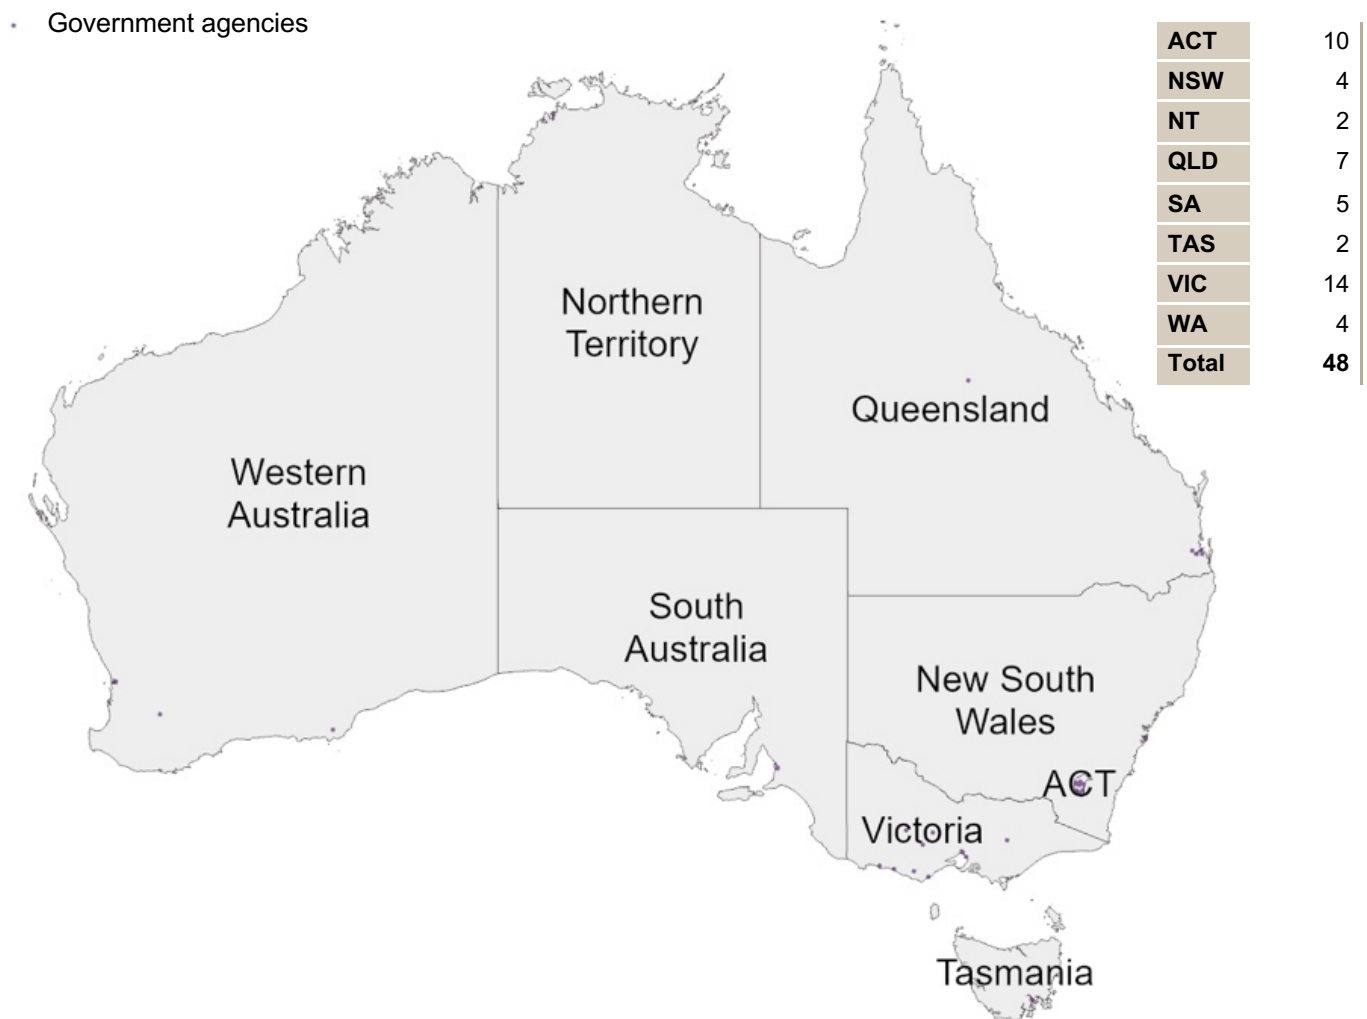 Government agencies
ACT 10
NSW 4
NT 2
QLD 7
SA 5
TAS 2
VIC 14
WA 4
Total 48
Northern
Territory
Queensland
Western
Australia
South
Australia
New South
Wales
ACT
Victoria
Tasmania